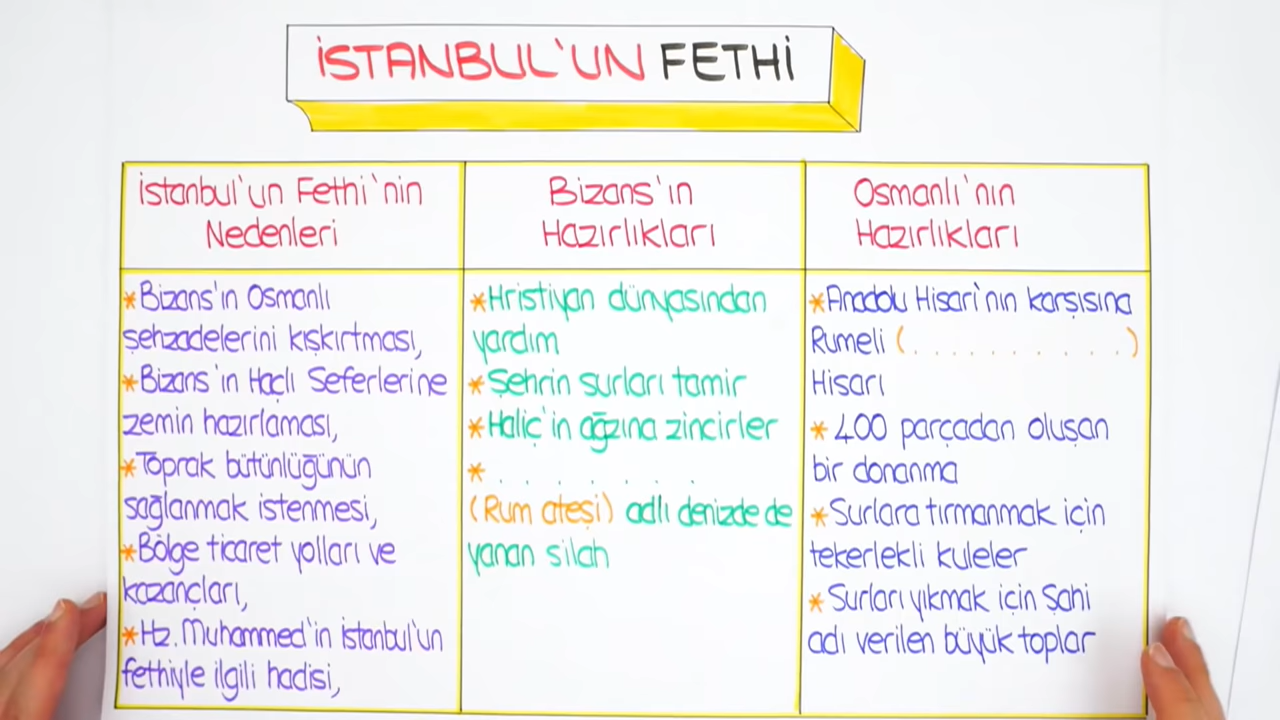 İSTANBUL'UN FETHİ
İstanbul'un Fethi'nin
Nedenleri
*Bizans'ın Osmanlı
şehzadelerini kışkırtması,
*Bizans'ın Haçlı Seferlerine
zemin hazırlaması,
*Toprak bütünlüğünün
sağlanmak istenmesi,
*Bölge ticaret yolları ve
kazançları,
*Hz. Muhammed'in İstanbul'un
fethiyle ilgili hadisi,
Bizans'ın
Hazırlıkları
*Hristiyan dünyasından
yardım
*Şehrin surları tamir
*Haliç'in ağzına zincirler
*. . . . . . .
(Rum ateşi) adlı denizde de
yanan silah
Osmanlı'nın
Hazırlıkları
*Anadolu Hisarı'nın karşısına
Rumeli (. . . . . . . . . .)
Hisarı
*400 parçadan oluşan
bir donanma
*Surlara tırmanmak için
tekerlekli kuleler
*Surları yıkmak için Şahi
adı verilen büyük toplar